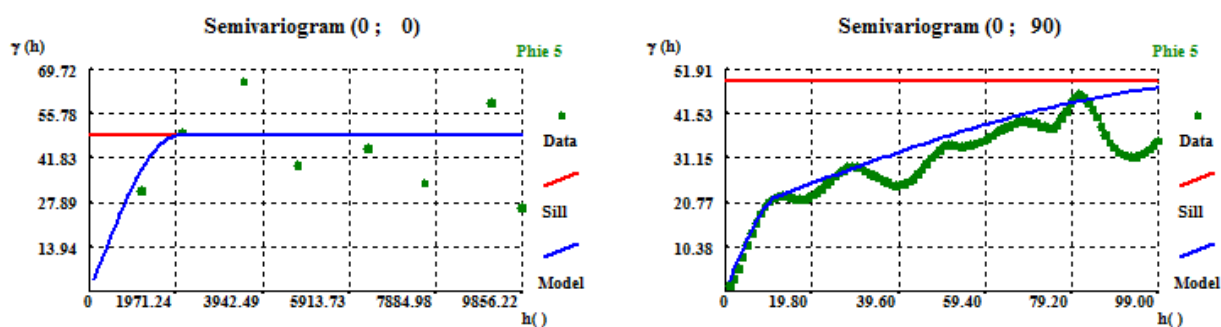 Semivariogram (0 ; 0)
γ (h)
Phie 5
69.72
55.78
41.83
27.89
13.94
0 1971.24 3942.49 5913.73 7884.98 9856.22
h( )
Data
Sill
Model
Semivariogram (0 ; 90)
γ (h)
Phie 5
51.91
41.53
31.15
20.77
10.38
0 19.80 39.60 59.40 79.20 99.00
h( )
Data
Sill
Model